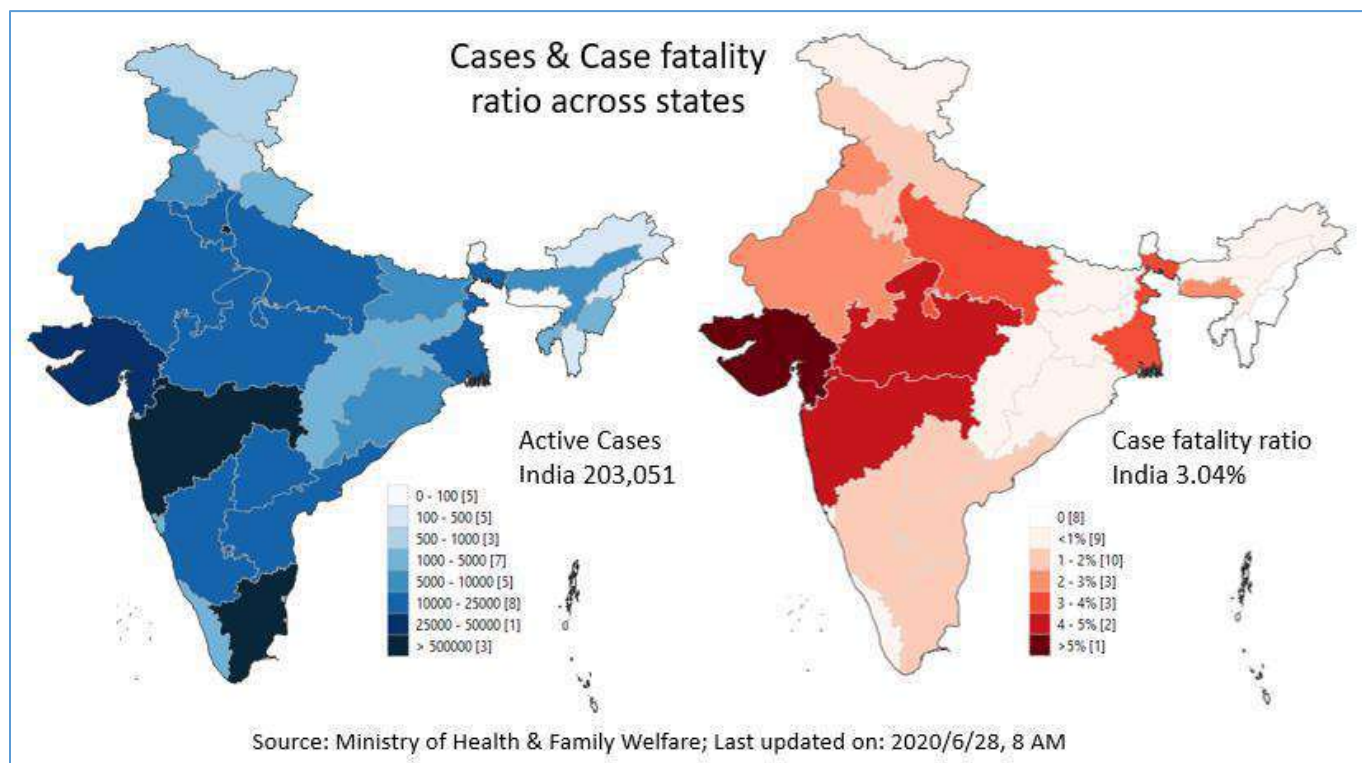 Cases & Case fatality
ratio across states
Active Cases
India 203,051
0 - 100 [5]
100 - 500 [5]
500 - 1000 [3]
1000 - 5000 [7]
5000 - 10000 [5]
10000 - 25000 [8]
25000 - 50000 [1]
> 500000 [3]
Case fatality ratio
India 3.04%
0 [8]
<1% [9]
1 - 2% [10]
2 - 3% [3]
3 - 4% [3]
4 - 5% [2]
>5% [1]
Source: Ministry of Health & Family Welfare; Last updated on: 2020/6/28, 8 AM